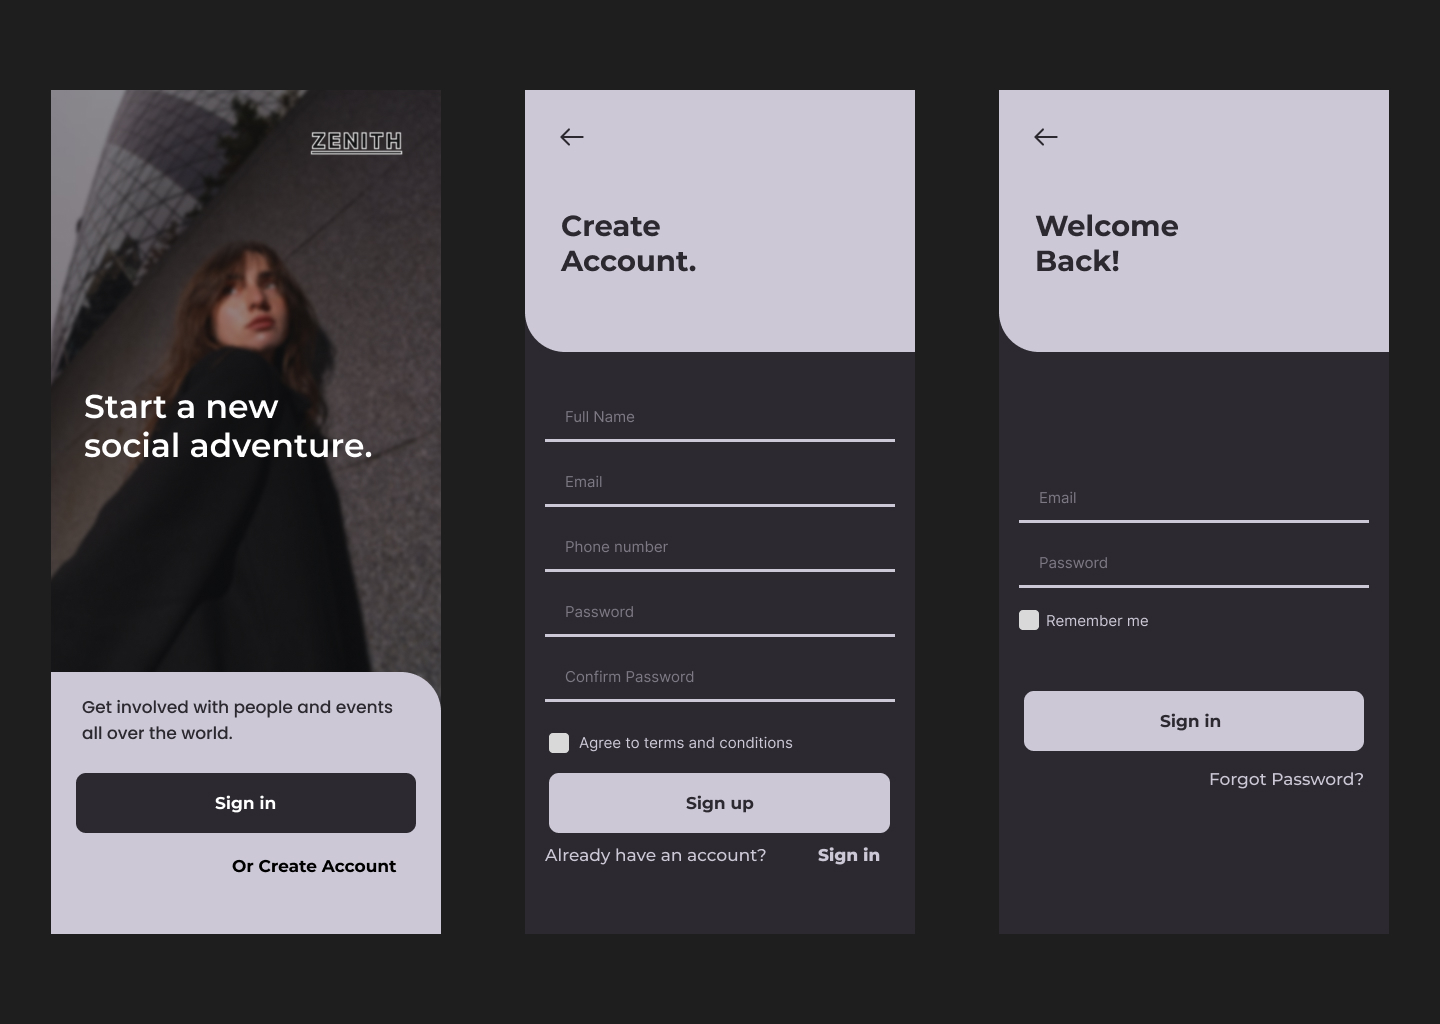 ZENITH
Start a new
social adventure.
Get involved with people and events
all over the world.
Sign in
Or Create Account
Create
Account.
Full Name
Email
Phone number
Password
Confirm Password
Agree to terms and conditions
Sign up
Already have an account? Sign in
Welcome
Back!
Email
Password
Remember me
Sign in
Forgot Password?